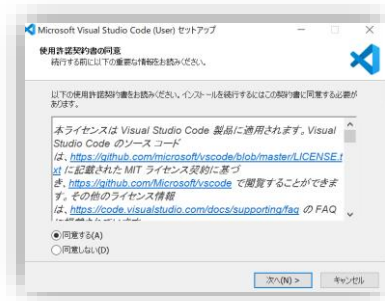 Microsoft Visual Studio Code (User) セットアップ
使用許諾契約書の同意
続行する前に以下の重要な情報をお読みください。
以下の使用許諾契約書をお読みください。インストールを続行するにはこの契約書に同意する必要が
あります。
本ライセンスは Visual Studio Code 製品に適用されます。Visual
Studio Code のソース コード
は、https://github.com/microsoft/vscode/blob/master/LICENSE.t
xt に記載された MIT ライセンス契約に基づ
き、https://github.com/Microsoft/vscode で閲覧することができま
す。その他のライセンス情報
は、https://code.visualstudio.com/docs/supporting/faq の FAQ
同意する(A)
同意しない(D)
次へ(N) >
キャンセル